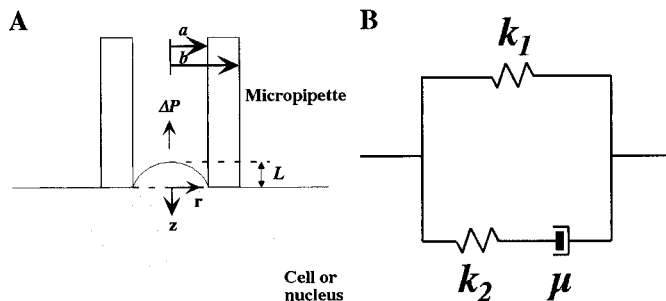 A
a
b
ΔP
Micropipette
L
r
z
Cell or
nucleus
B
k1
k2
μ